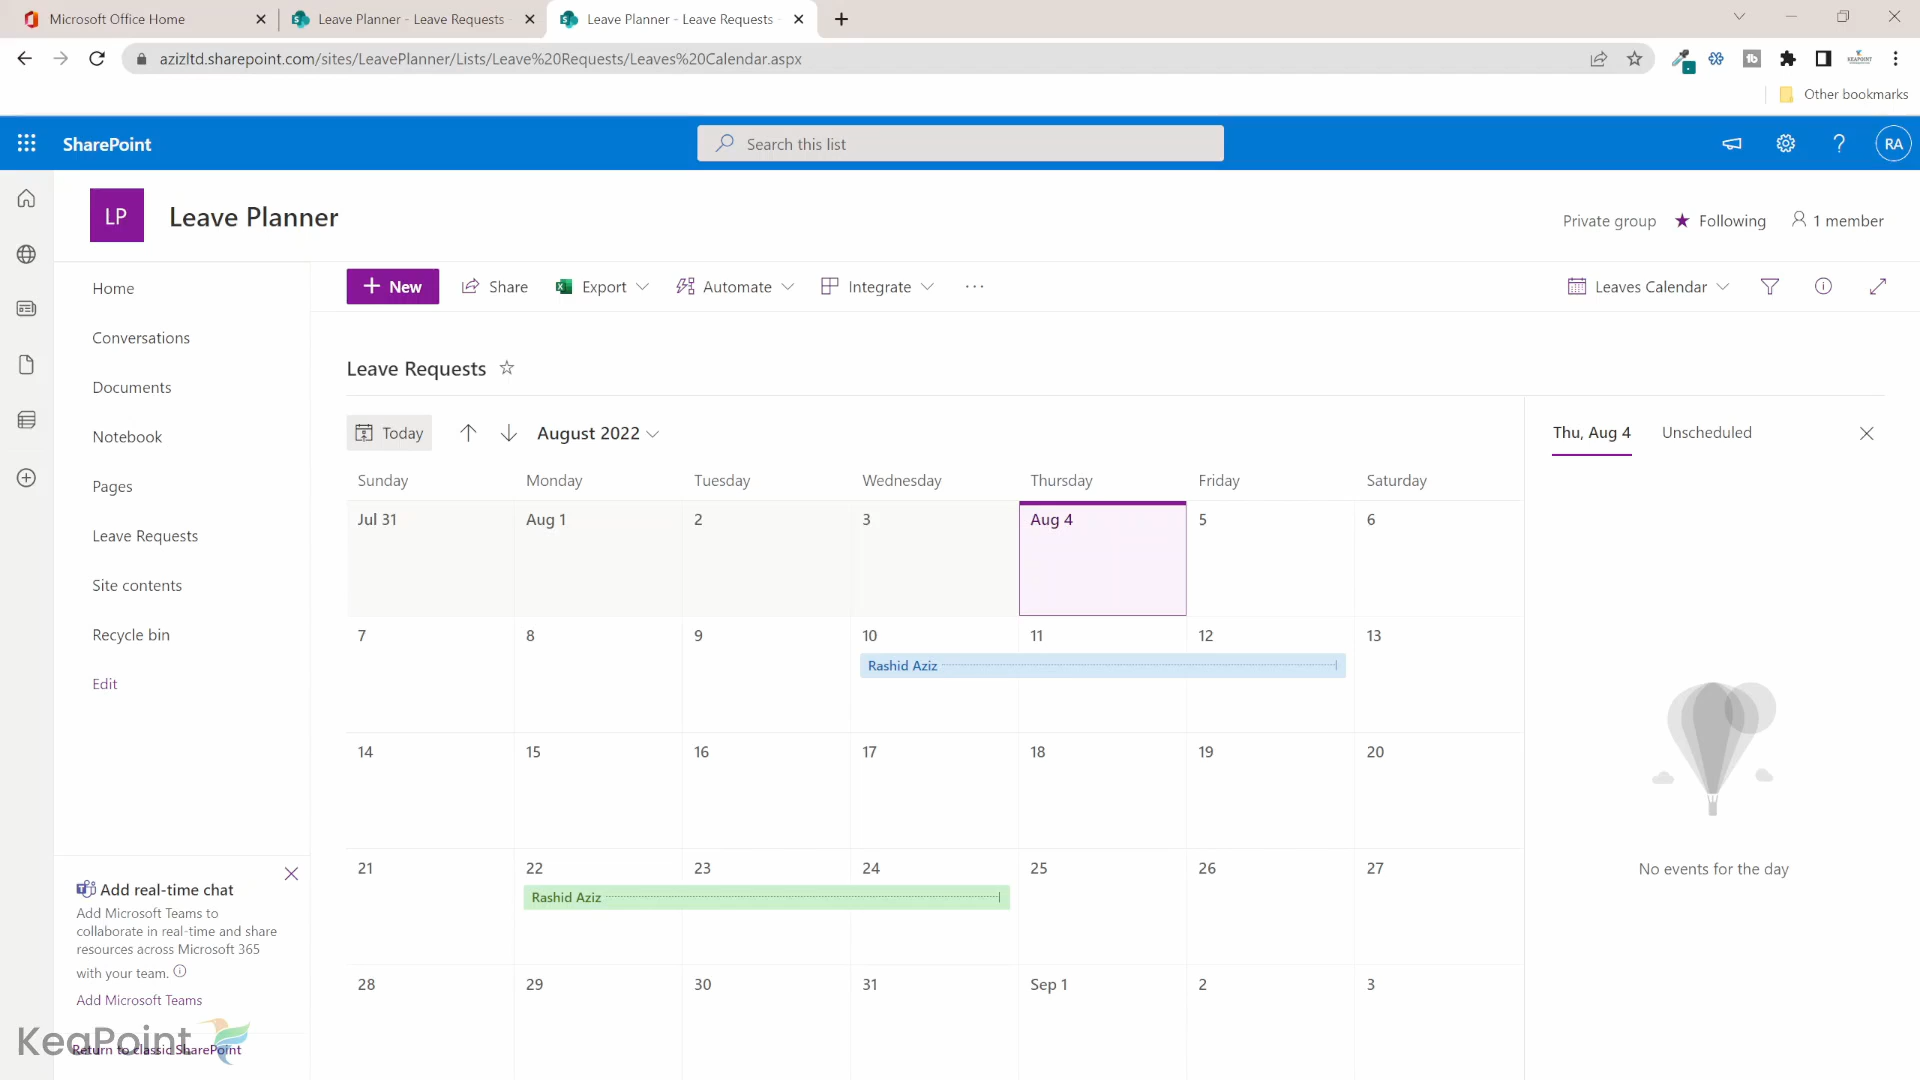 Microsoft Office Home
Leave Planner - Leave Requests
Leave Planner - Leave Requests
azizltd.sharepoint.com/sites/LeavePlanner/Lists/Leave%20Requests/Leaves%20Calendar.aspx
Other bookmarks
SharePoint
Search this list
RA
LP
Leave Planner
Private group
Following
1 member
Home
Conversations
Documents
Notebook
Pages
Leave Requests
Site contents
Recycle bin
Edit
New
Share
Export
Automate
Integrate
Leaves Calendar
Leave Requests
Today
August 2022
Sunday Monday Tuesday Wednesday Thursday Friday Saturday
Jul 31 Aug 1 2 3 Aug 4 5 6
7 8 9 10 11 12 13
Rashid Aziz
14 15 16 17 18 19 20
21 22 23 24 25 26 27
Rashid Aziz
28 29 30 31 Sep 1 2 3
Thu, Aug 4
Unscheduled
No events for the day
Add real-time chat
Add Microsoft Teams to
collaborate in real-time and share
resources across Microsoft 365
with your team.
Add Microsoft Teams
KeaPoint
Return to classic SharePoint